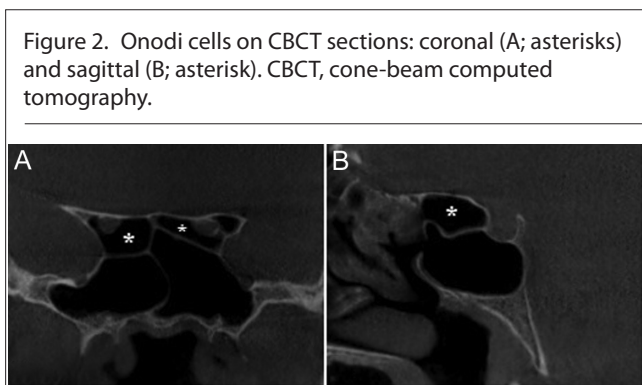 Figure 2. Onodi cells on CBCT sections: coronal (A; asterisks)
and sagittal (B; asterisk). CBCT, cone-beam computed
tomography.
A
B
* *
*